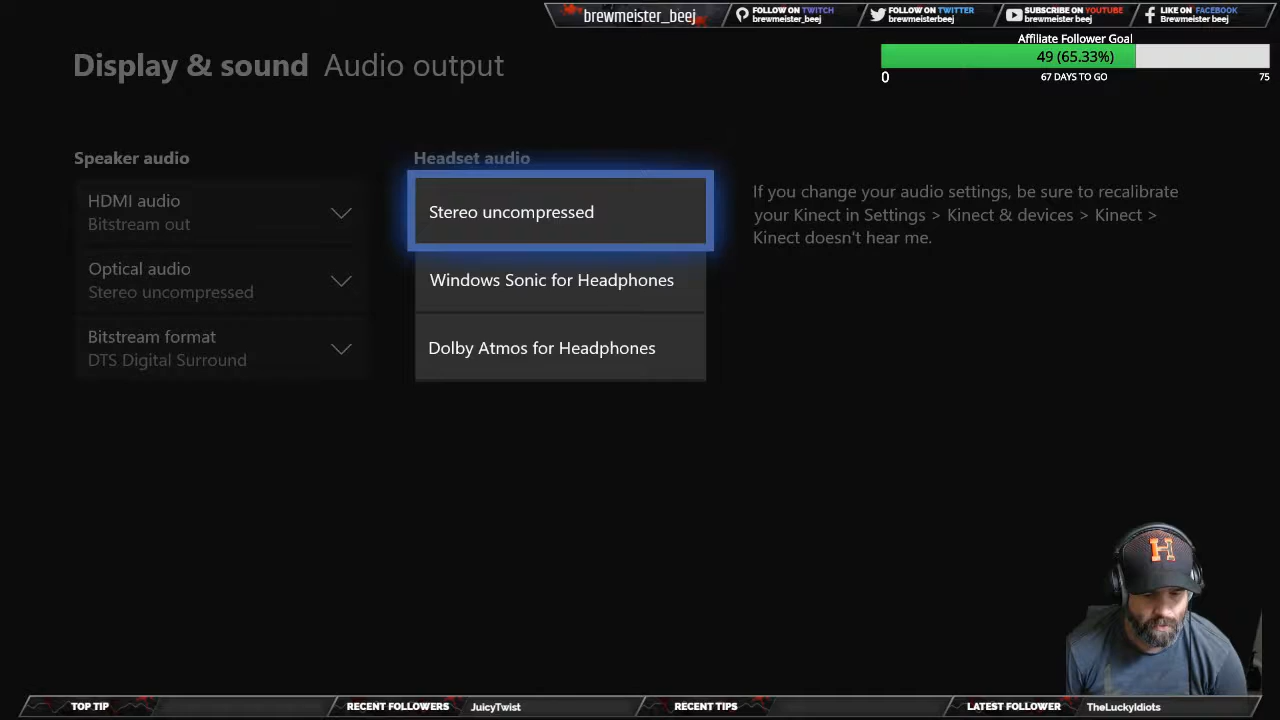 brewmeister_beej
FOLLOW ON TWITCH
brewmeister_beej
FOLLOW ON TWITTER
brewmeisterbeej
SUBSCRIBE ON YOUTUBE
brewmeister beej
LIKE ON FACEBOOK
Brewmeister beej
Affiliate Follower Goal
49 (65.33%)
0
67 DAYS TO GO
75
Display & sound Audio output
Speaker audio
HDMI audio
Bitstream out
Optical audio
Stereo uncompressed
Bitstream format
DTS Digital Surround
Headset audio
Stereo uncompressed
Windows Sonic for Headphones
Dolby Atmos for Headphones
If you change your audio settings, be sure to recalibrate
your Kinect in Settings > Kinect & devices > Kinect >
Kinect doesn't hear me.
H
TOP TIP
RECENT FOLLOWERS
JuicyTwist
RECENT TIPS
LATEST FOLLOWER
TheLuckyIdiots